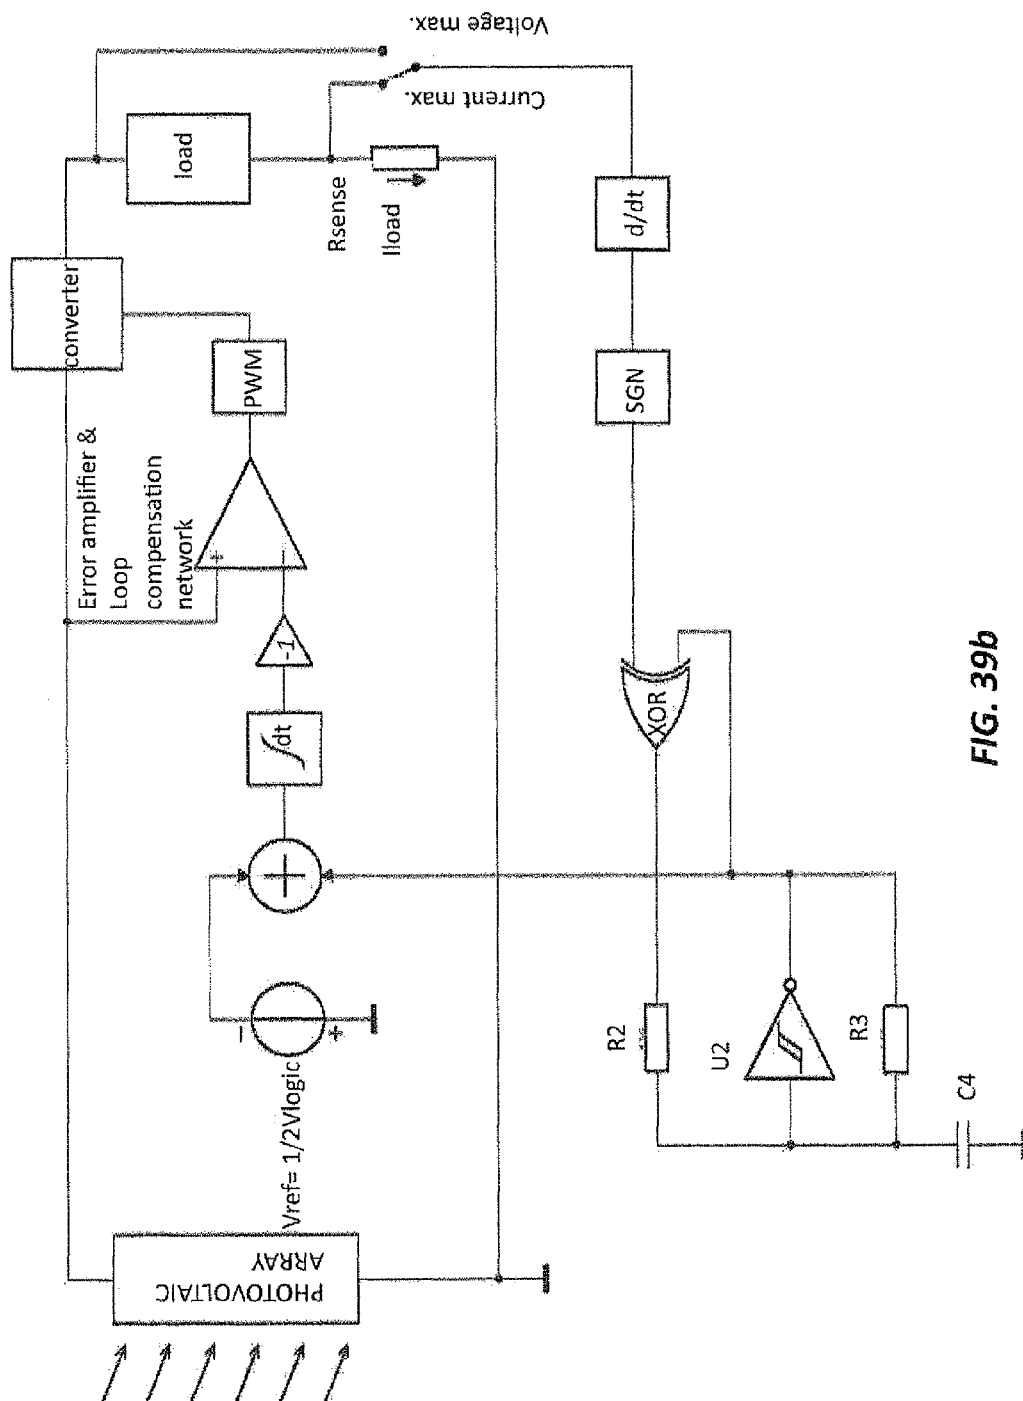 PHOTOVOLTAIC
ARRAY
Vref= 1/2Vlogic
−
+
+
∫dt
-1
Error amplifier &
Loop
compensation
network
+
−
PWM
converter
load
Rsense
Iload
Voltage max.
Current max.
d/dt
SGN
XOR
R2
U2
R3
C4
FIG. 39b